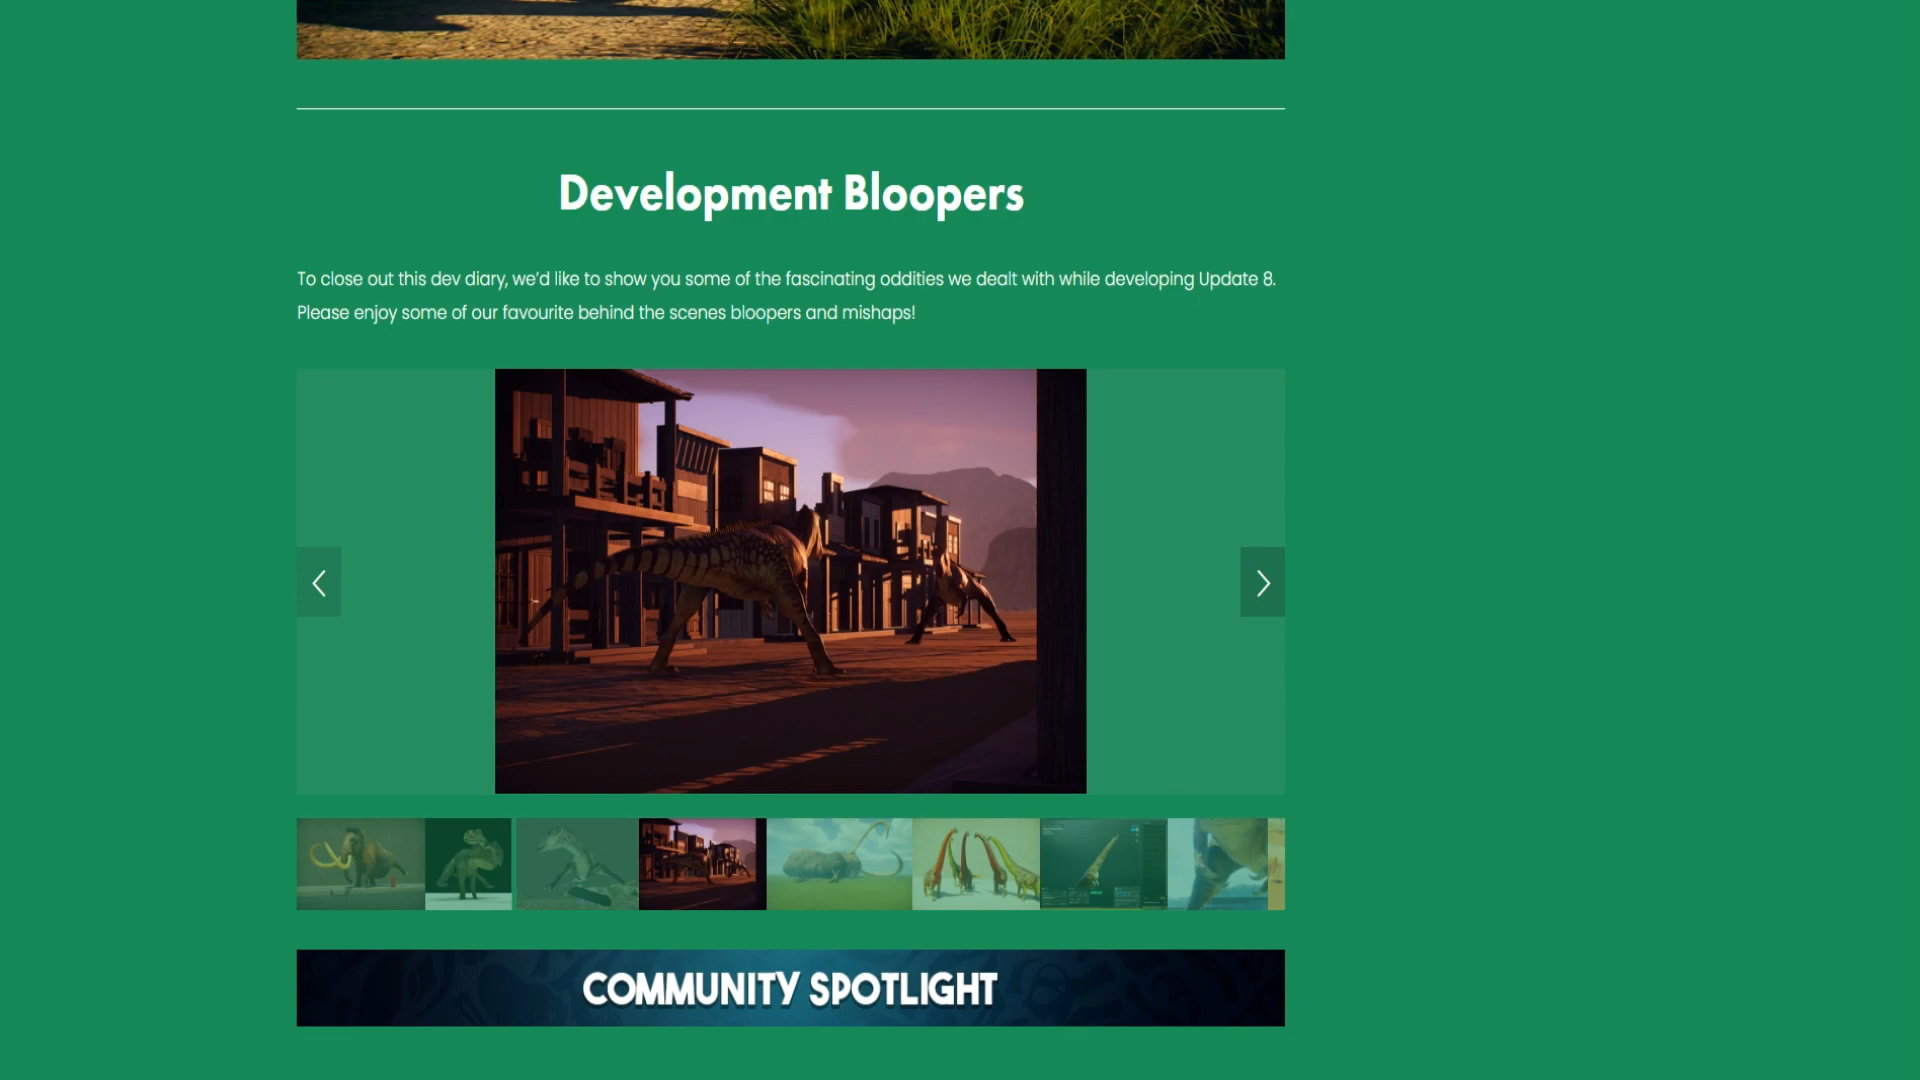 Development Bloopers
To close out this dev diary, we’d like to show you some of the fascinating oddities we dealt with while developing Update 8.
Please enjoy some of our favourite behind the scenes bloopers and mishaps!
COMMUNITY SPOTLIGHT